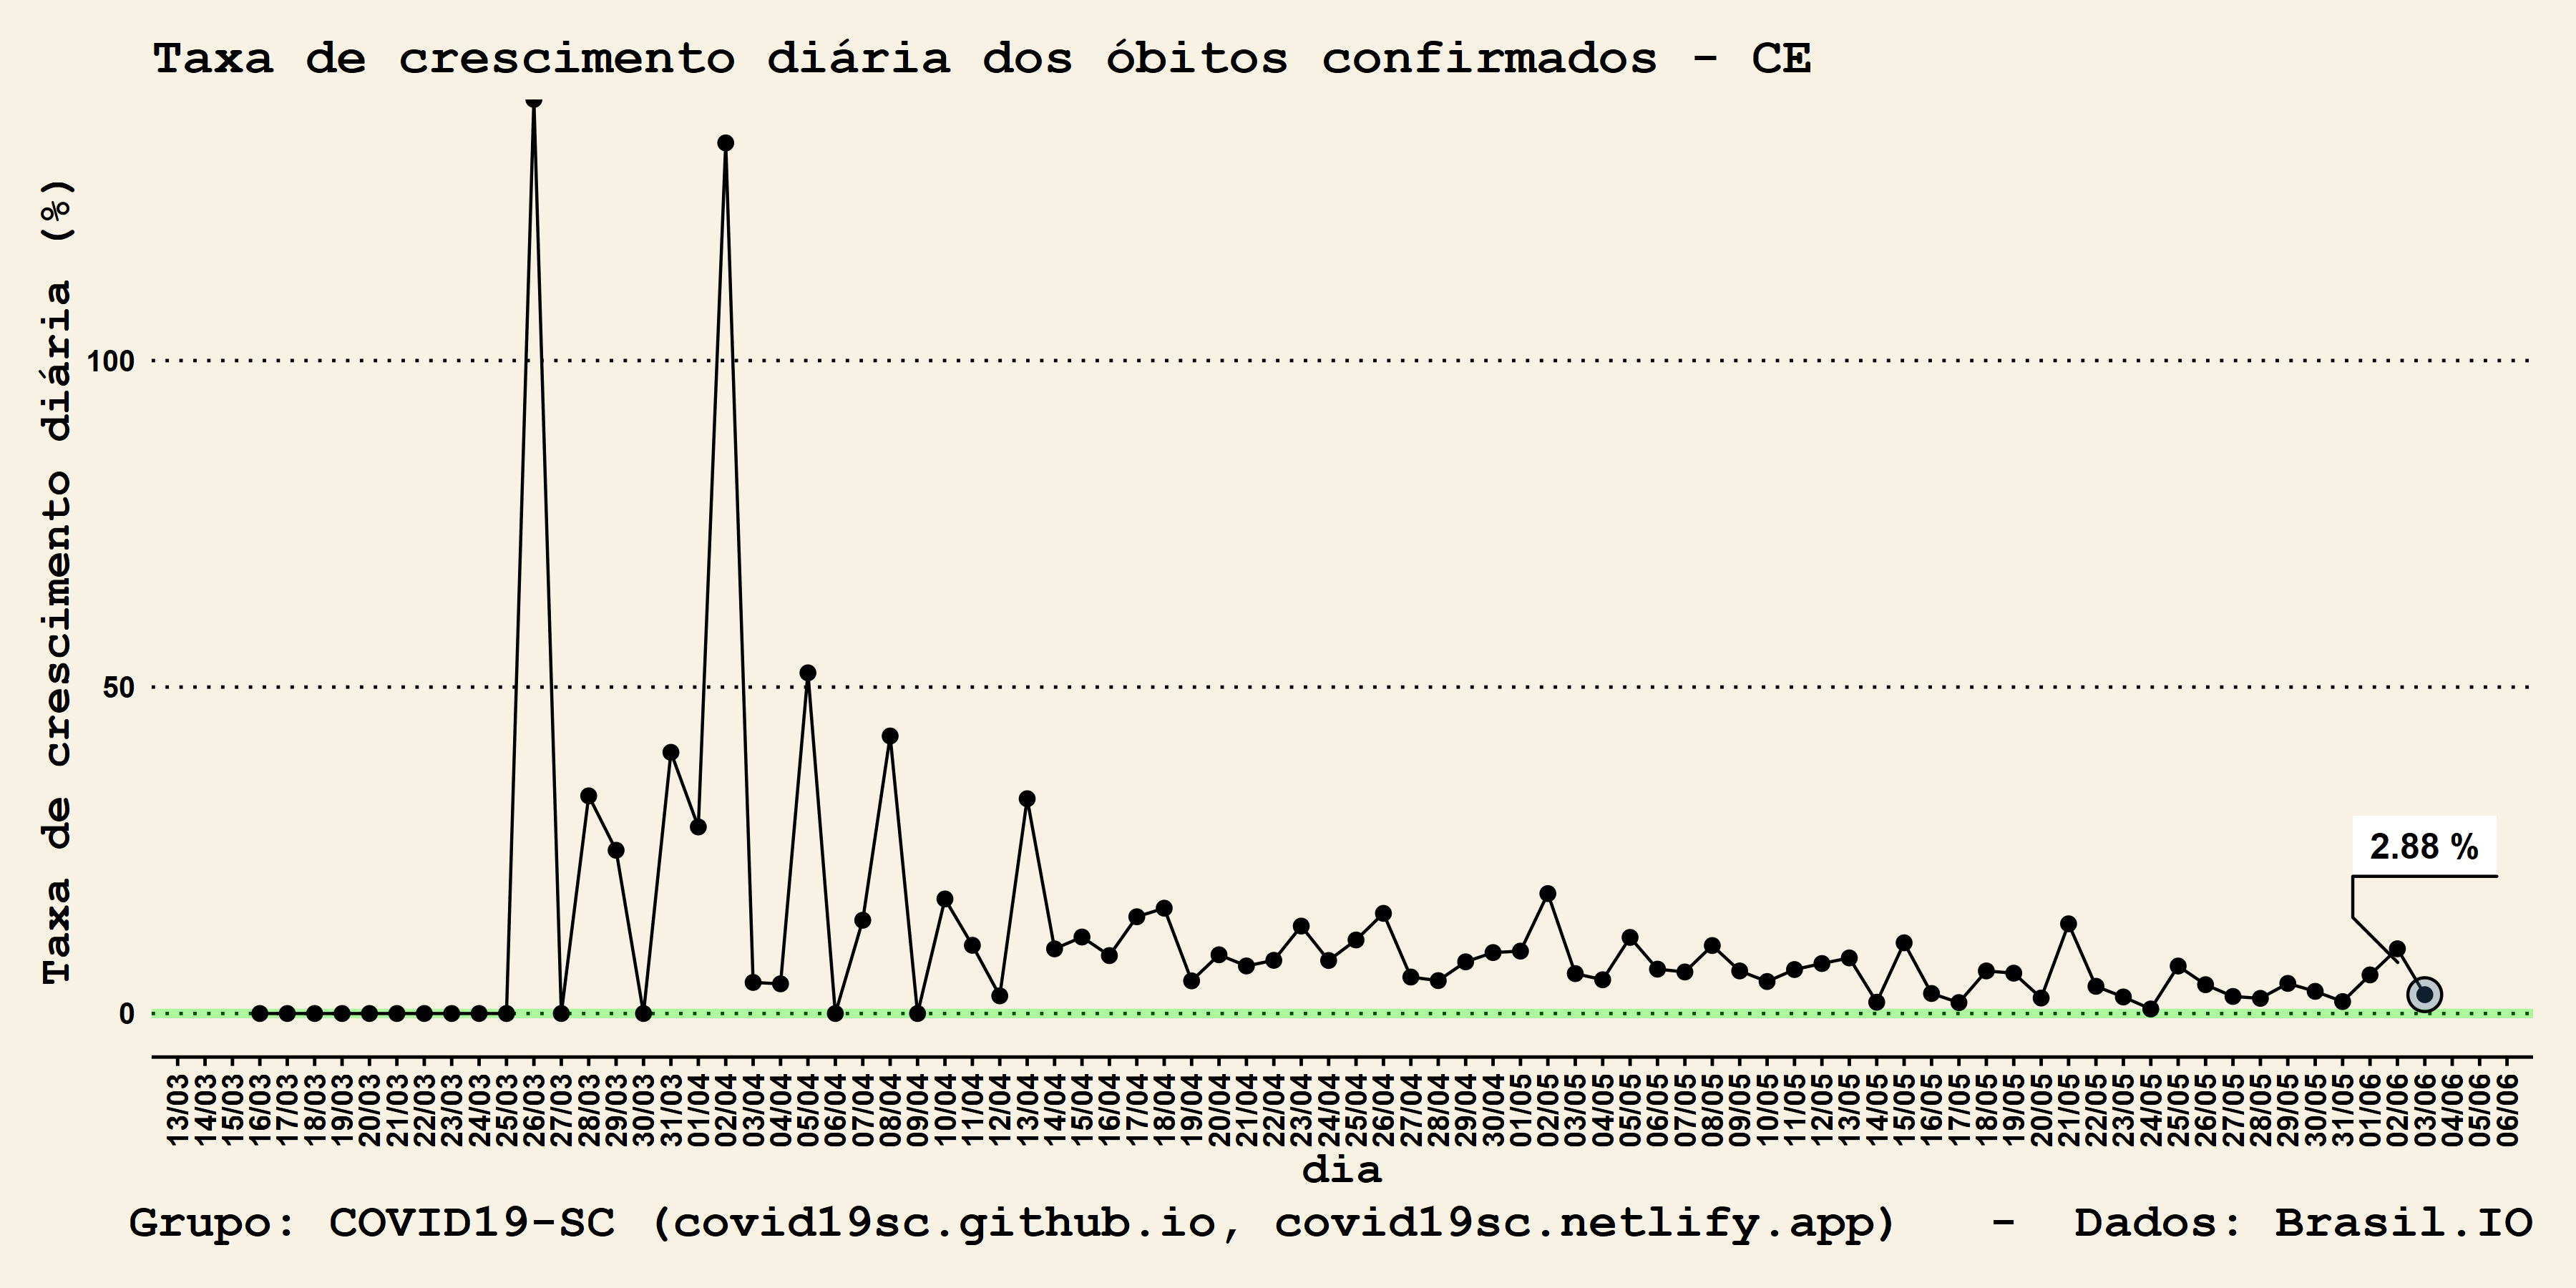 Taxa de crescimento diária dos óbitos confirmados - CE
Taxa de crescimento diária (%)
100
50
0
2.88 %
13/03 14/03 15/03 16/03 17/03 18/03 19/03 20/03 21/03 22/03 23/03 24/03 25/03 26/03 27/03 28/03 29/03 30/03 31/03 01/04 02/04 03/04 04/04 05/04 06/04 07/04 08/04 09/04 10/04 11/04 12/04 13/04 14/04 15/04 16/04 17/04 18/04 19/04 20/04 21/04 22/04 23/04 24/04 25/04 26/04 27/04 28/04 29/04 30/04 01/05 02/05 03/05 04/05 05/05 06/05 07/05 08/05 09/05 10/05 11/05 12/05 13/05 14/05 15/05 16/05 17/05 18/05 19/05 20/05 21/05 22/05 23/05 24/05 25/05 26/05 27/05 28/05 29/05 30/05 31/05 01/06 02/06 03/06 04/06 05/06 06/06
dia
Grupo: COVID19-SC (covid19sc.github.io, covid19sc.netlify.app) - Dados: Brasil.IO